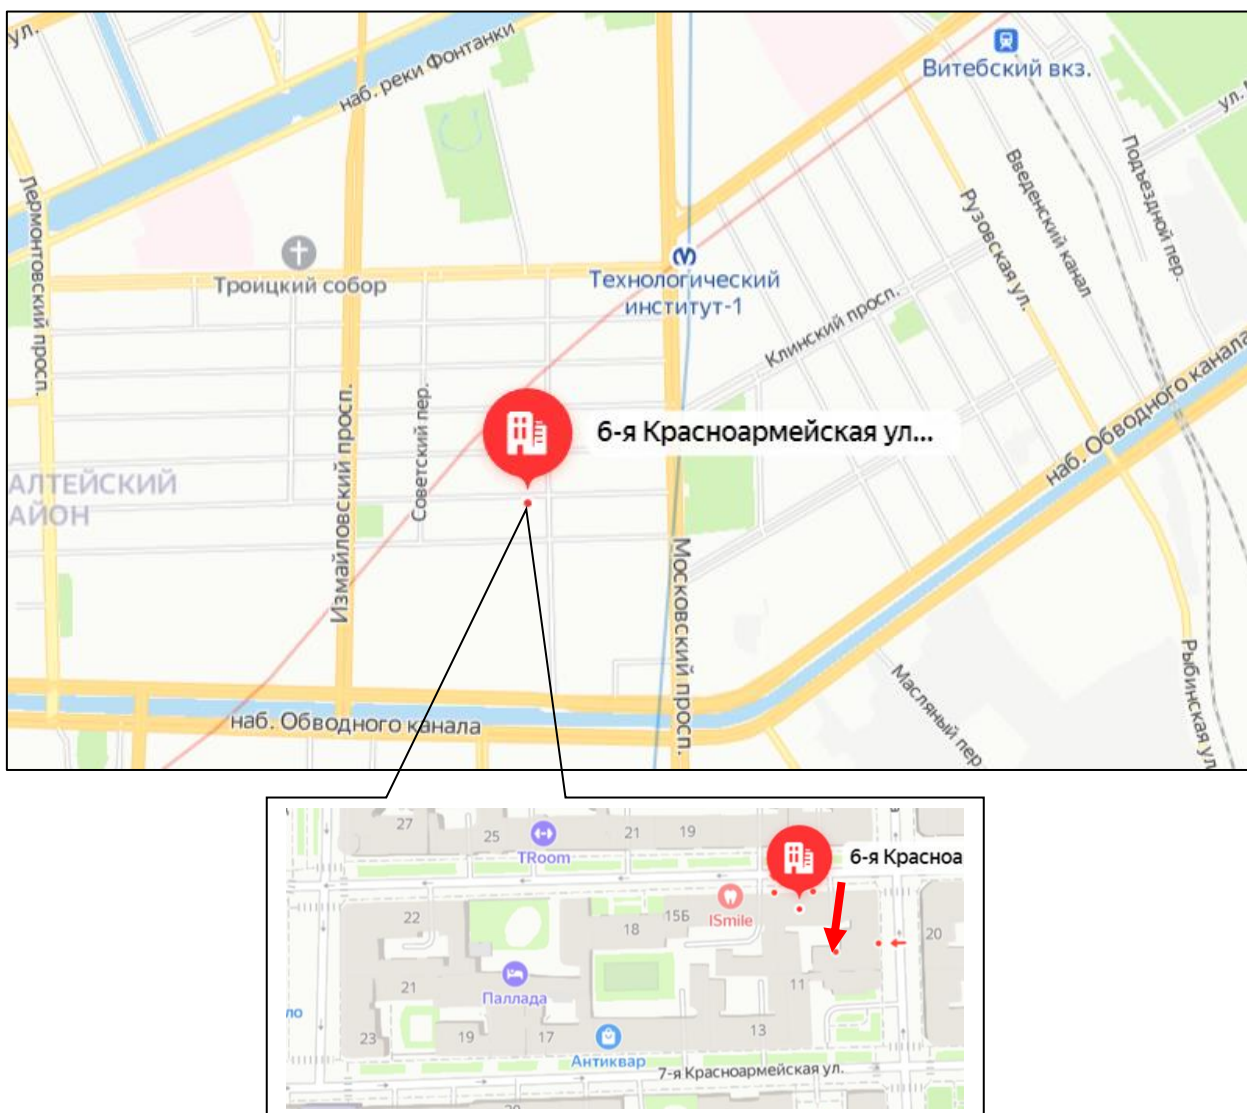 ул.
наб. реки Фонтанки
Витебский вкз.
ул.
Лермонтовский просп.
Введенский канал
Подъездной пер.
Рузовская ул.
Троицкий собор
Технологический
институт-1
Клинский просп.
наб. Обводного канала
Измайловский просп.
Советский пер.
6-я Красноармейская ул...
АЛТЕЙСКИЙ
АЙОН
Московский просп.
Масляный пер
Рыбинская ул
наб. Обводного канала
27
25
TRoom
21
19
6-я Красноа
22
18
15Б
ISmile
20
21
Паллада
11
ло
23
19
17
Антиквар
13
7-я Красноармейская ул.